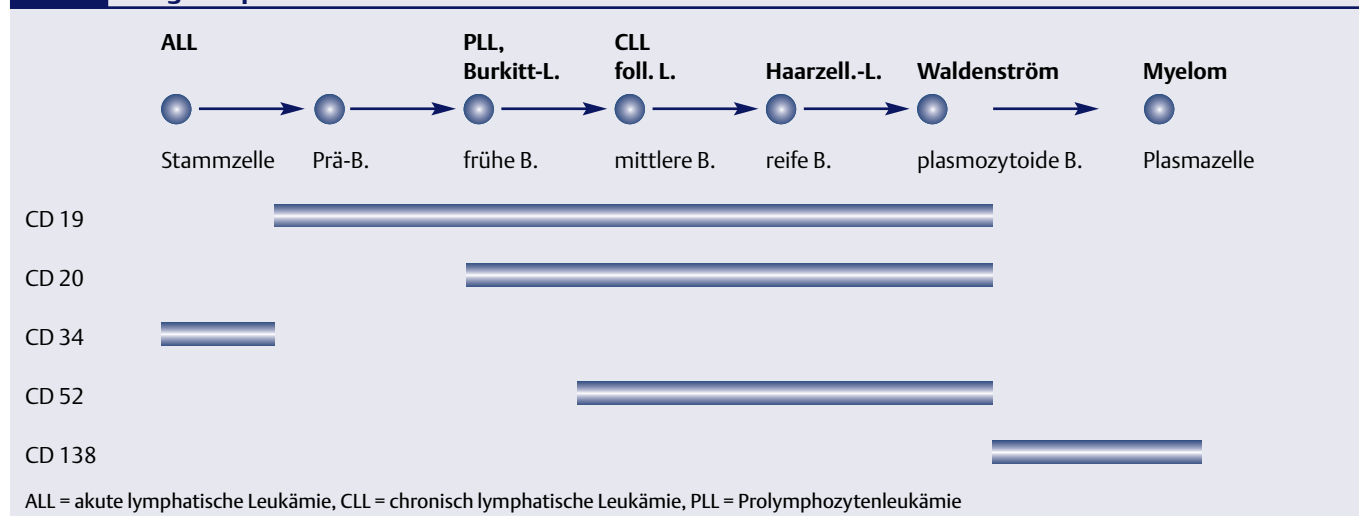 ALL
PLL,
Burkitt-L.
CLL
foll. L.
Haarzell.-L.
Waldenström
Myelom
Stammzelle
Prä-B.
frühe B.
mittlere B.
reife B.
plasmozytoide B.
Plasmazelle
CD 19
CD 20
CD 34
CD 52
CD 138
ALL = akute lymphatische Leukämie, CLL = chronisch lymphatische Leukämie, PLL = Prolymphozytenleukämie